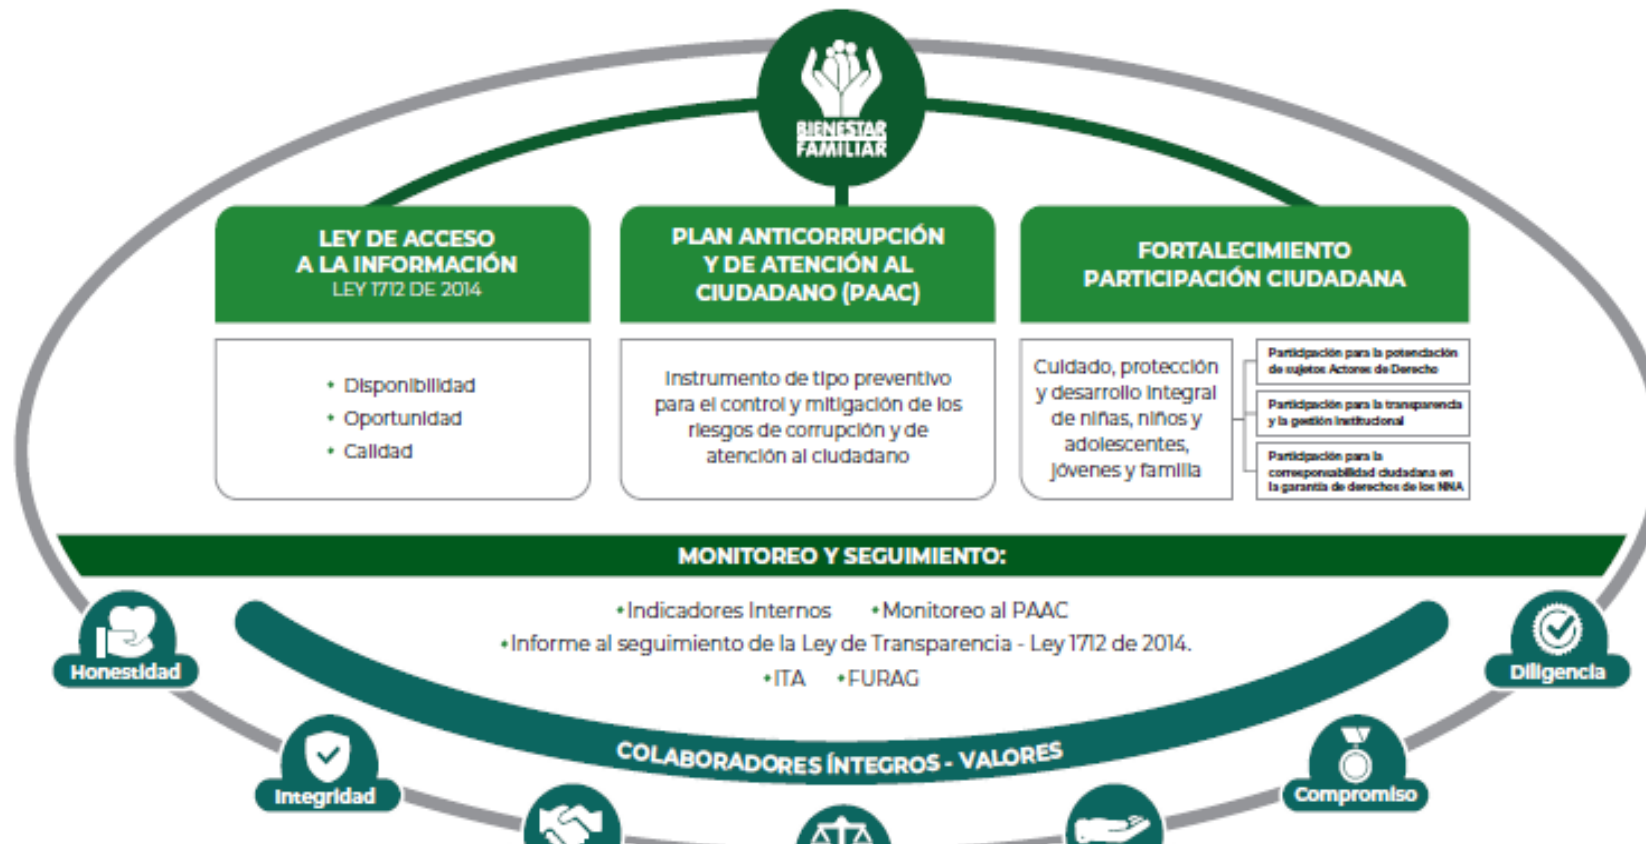 BIENESTAR
FAMILIAR
LEY DE ACCESO
A LA INFORMACIÓN
LEY 1712 DE 2014
• Disponibilidad
• Oportunidad
• Calidad
PLAN ANTICORRUPCIÓN
Y DE ATENCIÓN AL
CIUDADANO (PAAC)
Instrumento de tipo preventivo
para el control y mitigación de los
riesgos de corrupción y de
atención al ciudadano
FORTALECIMIENTO
PARTICIPACIÓN CIUDADANA
Cuidado, protección
y desarrollo integral
de niñas, niños y
adolescentes,
jóvenes y familia
Participación para la potenciación
de sujetos Actores de Derecho
Participación para la transparencia
y la gestión institucional
Participación para la
corresponsabilidad ciudadana en
la garantía de derechos de los NNA
MONITOREO Y SEGUIMIENTO:
• Indicadores Internos • Monitoreo al PAAC
• Informe al seguimiento de la Ley de Transparencia - Ley 1712 de 2014.
• ITA • FURAG
COLABORADORES ÍNTEGROS - VALORES
Honestidad
Integridad
Compromiso
Diligencia